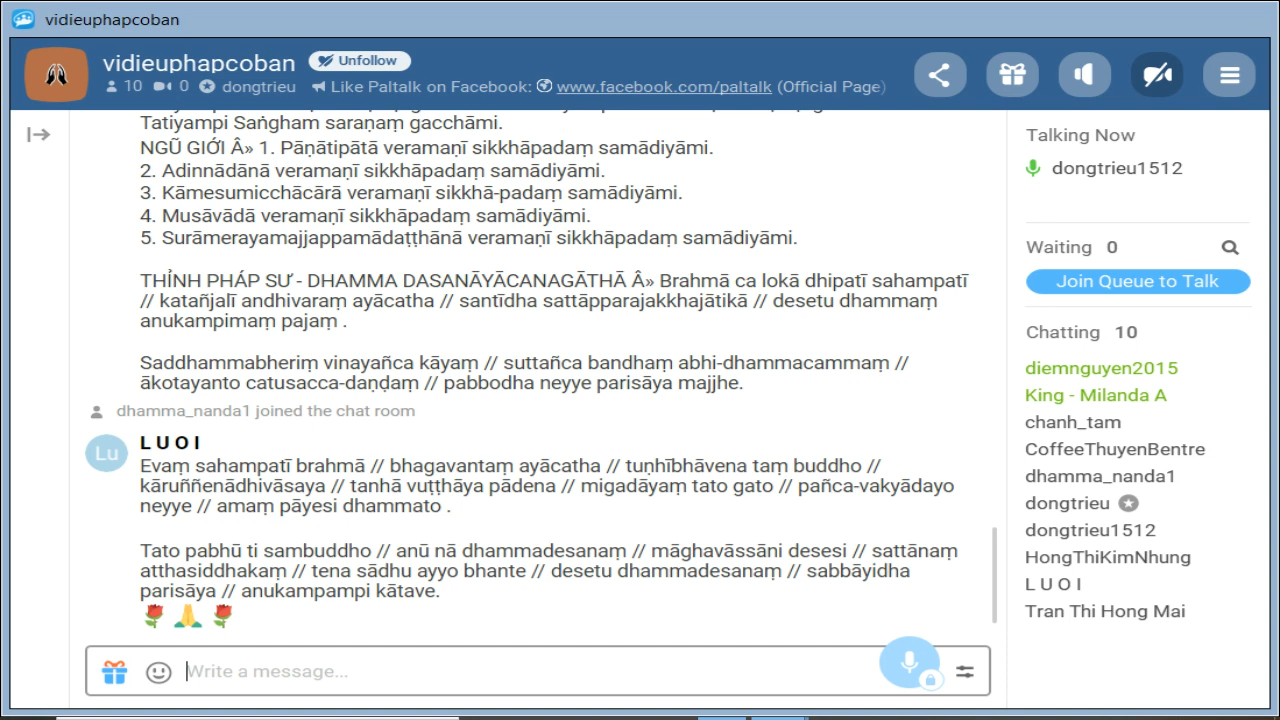 vidieuphapcoban
vidieuphapcoban Unfollow
10 0 dongtrieu Like Paltalk on Facebook: www.facebook.com/paltalk (Official Page)
Tatiyampi Saṅgham saraṇaṃ gacchāmi.
NGŨ GIỚI Â» 1. Pāṇātipātā veramaṇī sikkhāpadaṃ samādiyāmi.
2. Adinnādānā veramaṇī sikkhāpadaṃ samādiyāmi.
3. Kāmesumicchācārā veramaṇī sikkhā-padaṃ samādiyāmi.
4. Musāvādā veramaṇī sikkhāpadaṃ samādiyāmi.
5. Surāmerayamajjappamādaṭṭhānā veramaṇī sikkhāpadaṃ samādiyāmi.
THỈNH PHÁP SƯ - DHAMMA DASANĀYĀCANAGĀTHĀ Â» Brahmā ca lokā dhipatī sahampatī
// katañjalī andhivaraṃ ayācatha // santīdha sattāpparajakkhajātikā // desetu dhammaṃ
anukampimaṃ pajaṃ .
Saddhammabheriṃ vinayañca kāyaṃ // suttañca bandhaṃ abhi-dhammacammaṃ //
ākotayanto catusacca-daṇḍaṃ // pabbodha neyye parisāya majjhe.
dhamma_nanda1 joined the chat room
Lu
L U O I
Evaṃ sahampatī brahmā // bhagavantaṃ ayācatha // tuṇhībhāvena taṃ buddho //
kāruññenādhivāsaya // tanhā vuṭṭhāya pādena // migadāyaṃ tato gato // pañca-vakyādayo
neyye // amaṃ pāyesi dhammato .
Tato pabhū ti sambuddho // anū nā dhammadesanaṃ // māghavāssāni desesi // sattānaṃ
atthasiddhakaṃ // tena sādhu ayyo bhante // desetu dhammadesanaṃ // sabbāyidha
parisāya // anukampampi kātave.
🌹 🙏 🌹
Write a message...
Talking Now
dongtrieu1512
Waiting 0
Join Queue to Talk
Chatting 10
diemnguyen2015
King - Milanda A
chanh_tam
CoffeeThuyenBentre
dhamma_nanda1
dongtrieu
dongtrieu1512
HongThiKimNhung
L U O I
Tran Thi Hong Mai